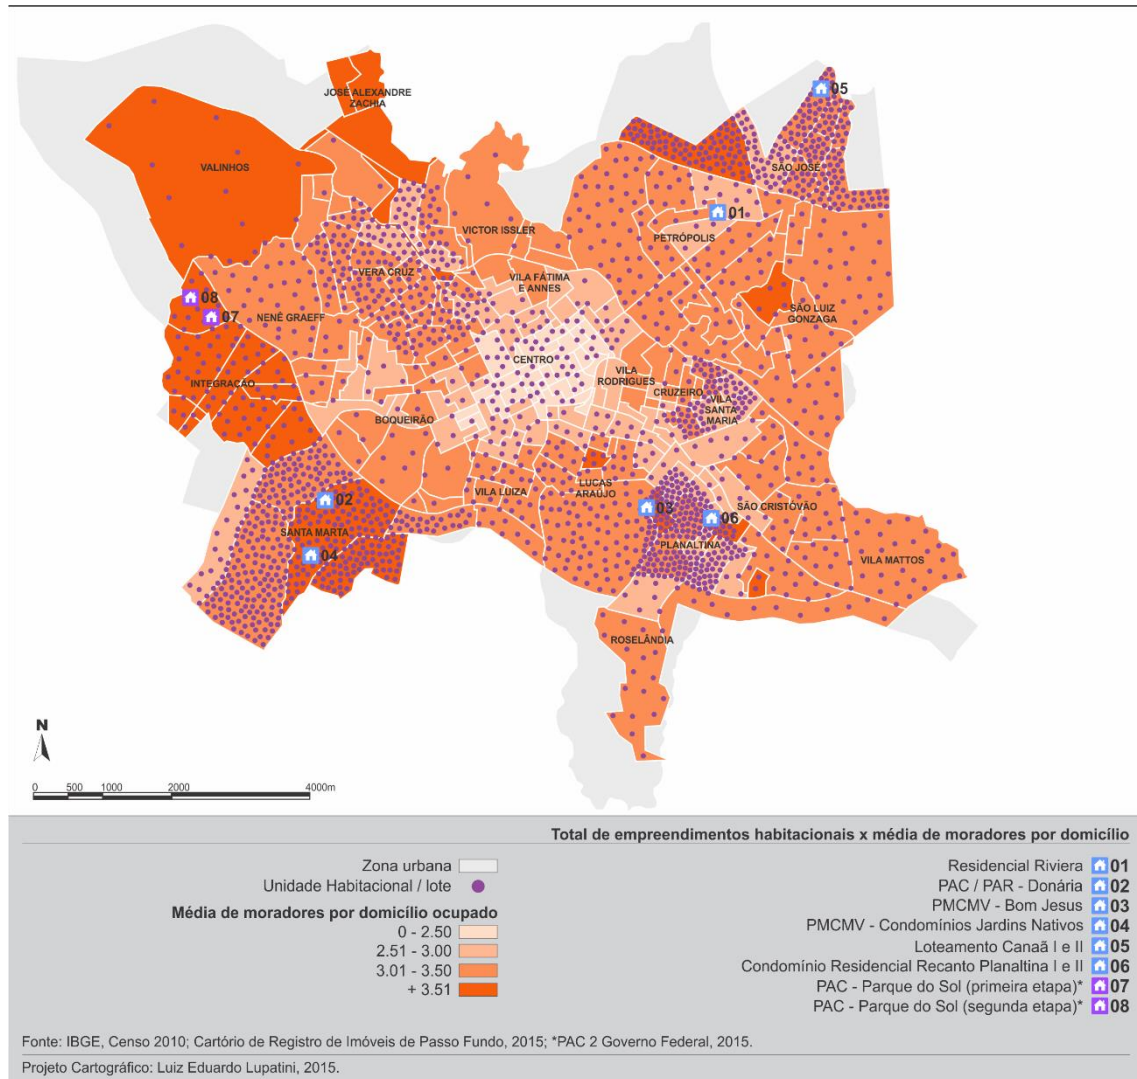 JOSÉ ALEXANDRE
ZACHIA
05
VALINHOS
SÃO JOSÉ
01
VICTOR ISSLER
PETRÓPOLIS
VERA CRUZ
VILA FÁTIMA
E ANNES
08
07
NENÊ GRAEFF
SÃO LUIZ
GONZAGA
CENTRO
VILA
RODRIGUES
INTEGRAÇÃO
CRUZEIRO
VILA
SANTA
MARIA
BOQUEIRÃO
LUCAS
ARAÚJO
VILA LUIZA
02
03
SÃO CRISTÓVÃO
06
SANTA MARTA
PLANALTINA
04
VILA MATTOS
ROSELÂNDIA
N
0 500 1000 2000 4000m
Total de empreendimentos habitacionais x média de moradores por domicílio
Zona urbana
Unidade Habitacional / lote
Média de moradores por domicílio ocupado
0 - 2.50
2.51 - 3.00
3.01 - 3.50
+ 3.51
Residencial Riviera 01
PAC / PAR - Donária 02
PMCMV - Bom Jesus 03
PMCMV - Condomínios Jardins Nativos 04
Loteamento Canaã I e II 05
Condomínio Residencial Recanto Planaltina I e II 06
PAC - Parque do Sol (primeira etapa)* 07
PAC - Parque do Sol (segunda etapa)* 08
Fonte: IBGE, Censo 2010; Cartório de Registro de Imóveis de Passo Fundo, 2015; *PAC 2 Governo Federal, 2015.
Projeto Cartográfico: Luiz Eduardo Lupatini, 2015.